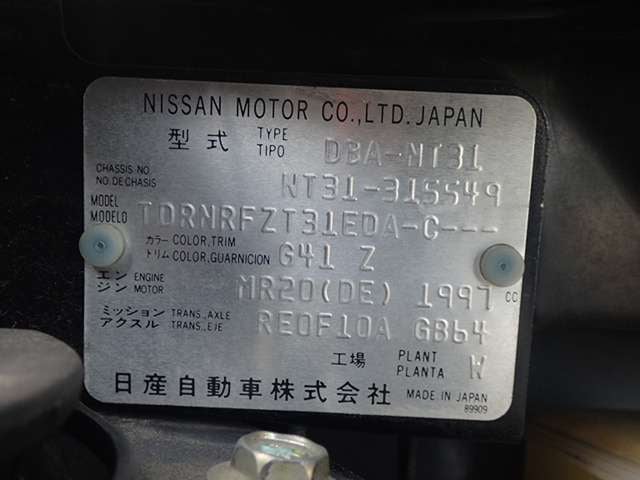 NISSAN MOTOR CO.,LTD. JAPAN
型式 TYPE TIPO DBA-NT31
CHASSIS NO. NO. DE CHASIS NT31-315549
MODEL MODELO TDRNRFZT31EDA-C---
カラー COLOR,TRIM トリム COLOR,GUARNICION G41 Z
エンジン ENGINE MOTOR MR20(DE) 1997 CC
ミッション TRANS.,AXLE アクスル TRANS.,EJE RE0F10A GB64
工場 PLANT PLANTA W
日産自動車株式会社 MADE IN JAPAN
89909